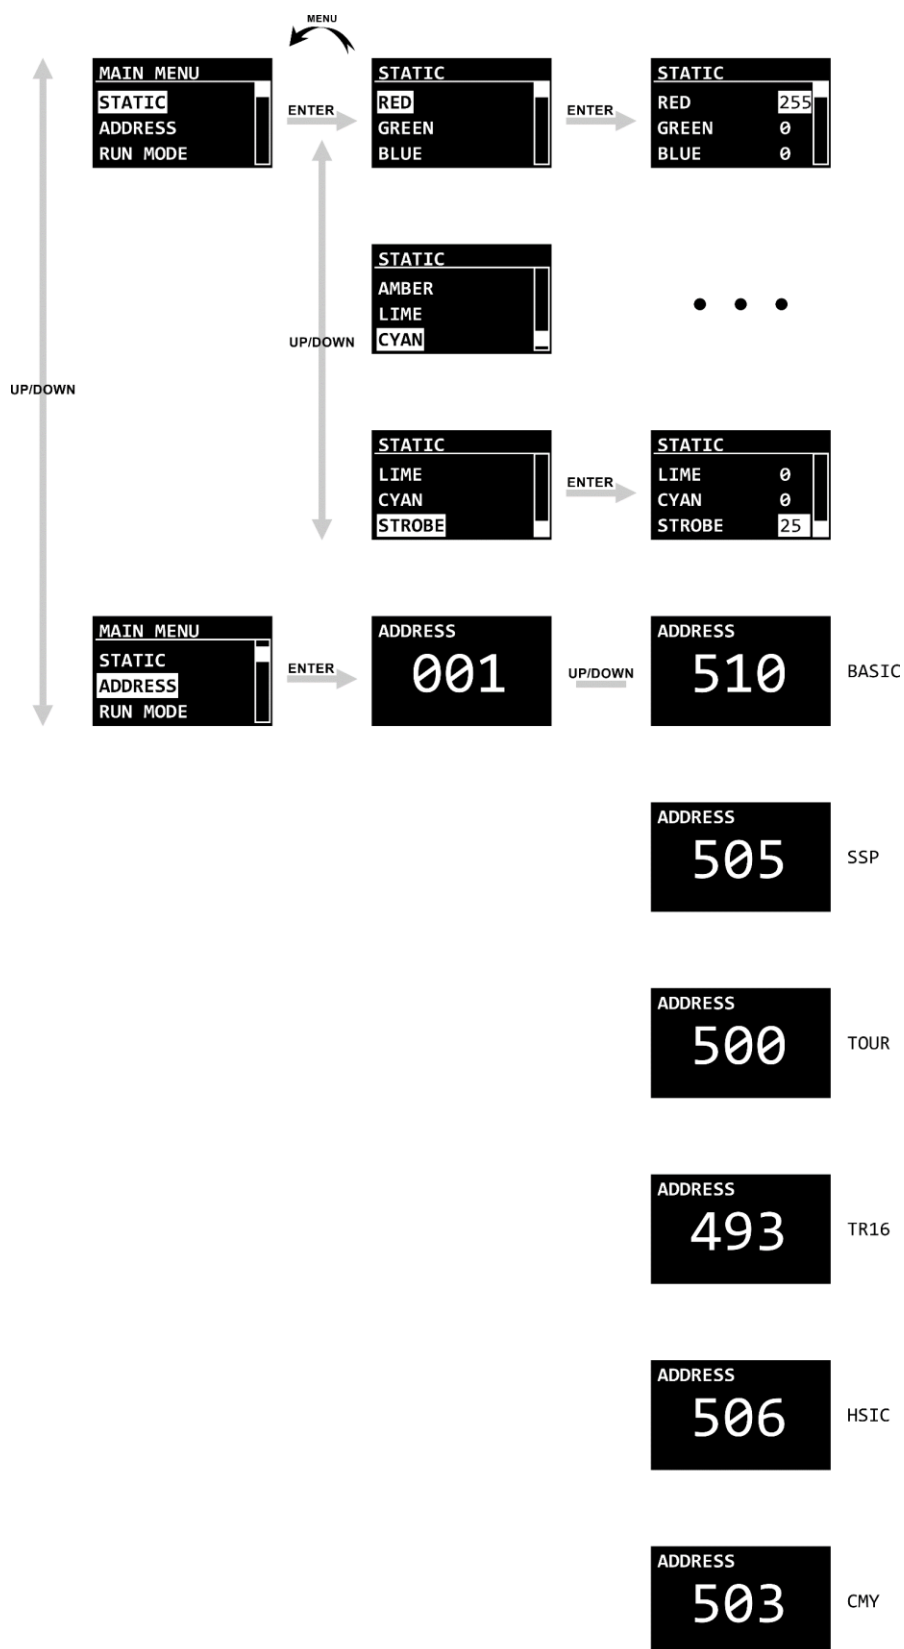 MENU
MAIN MENU
STATIC
ADDRESS
RUN MODE
ENTER
STATIC
RED
GREEN
BLUE
ENTER
STATIC
RED 255
GREEN 0
BLUE 0
STATIC
AMBER
LIME
CYAN
UP/DOWN
UP/DOWN
STATIC
LIME
CYAN
STROBE
ENTER
STATIC
LIME 0
CYAN 0
STROBE 25
MAIN MENU
STATIC
ADDRESS
RUN MODE
ENTER
ADDRESS
001
UP/DOWN
ADDRESS
510
BASIC
ADDRESS
505
SSP
ADDRESS
500
TOUR
ADDRESS
493
TR16
ADDRESS
506
HSIC
ADDRESS
503
CMY